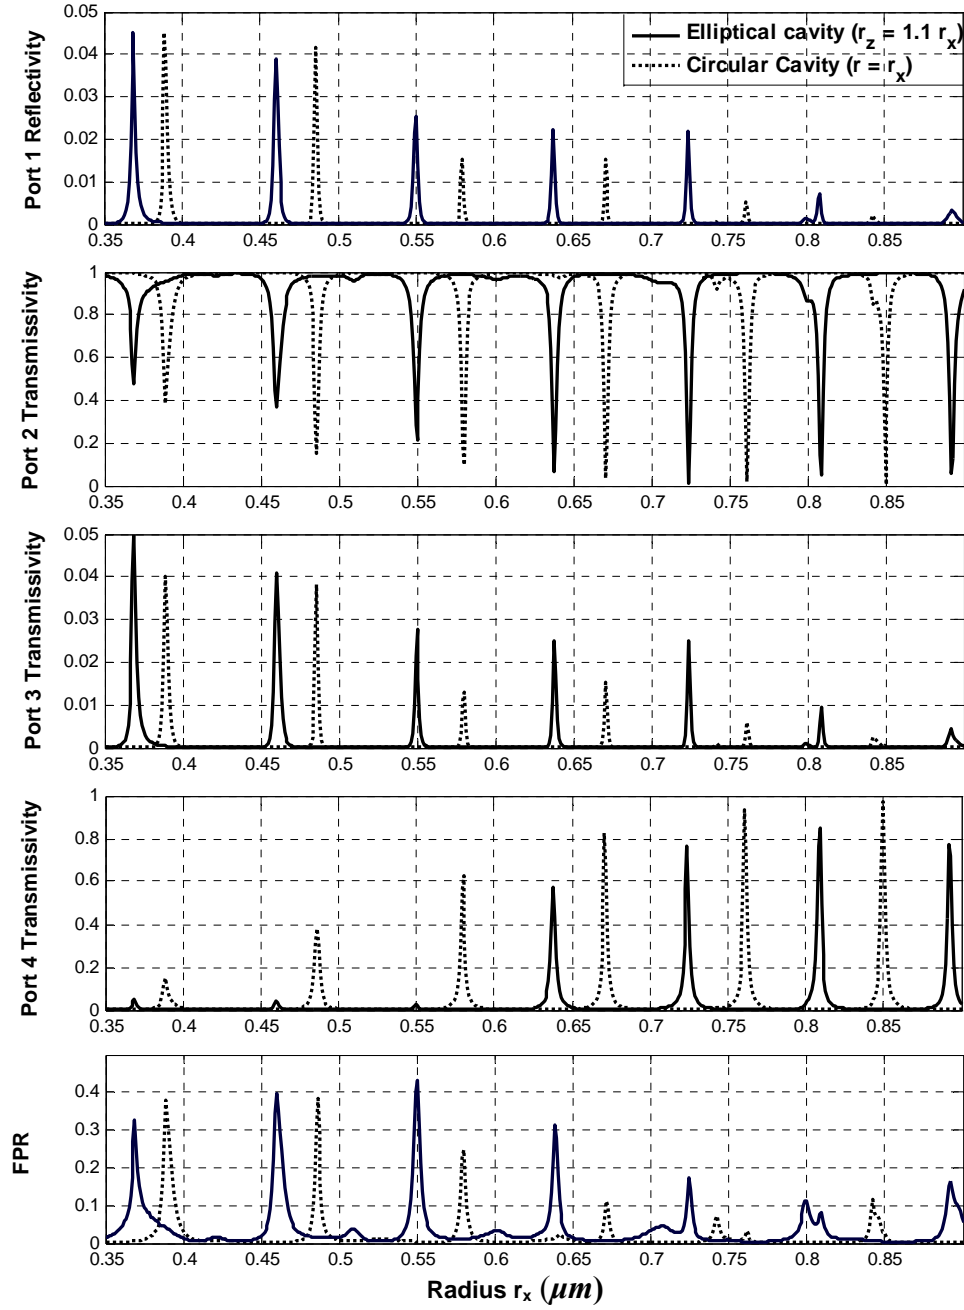 Elliptical cavity (r_z = 1.1 r_x)
Circular Cavity (r = r_x)
Port 1 Reflectivity
0.05
0.04
0.03
0.02
0.01
0
0.35 0.4 0.45 0.5 0.55 0.6 0.65 0.7 0.75 0.8 0.85
Port 2 Transmissivity
1
0.8
0.6
0.4
0.2
0
0.35 0.4 0.45 0.5 0.55 0.6 0.65 0.7 0.75 0.8 0.85
Port 3 Transmissivity
0.05
0.04
0.03
0.02
0.01
0
0.35 0.4 0.45 0.5 0.55 0.6 0.65 0.7 0.75 0.8 0.85
Port 4 Transmissivity
1
0.8
0.6
0.4
0.2
0
0.35 0.4 0.45 0.5 0.55 0.6 0.65 0.7 0.75 0.8 0.85
FPR
0.4
0.3
0.2
0.1
0
0.35 0.4 0.45 0.5 0.55 0.6 0.65 0.7 0.75 0.8 0.85
Radius r_x (μm)